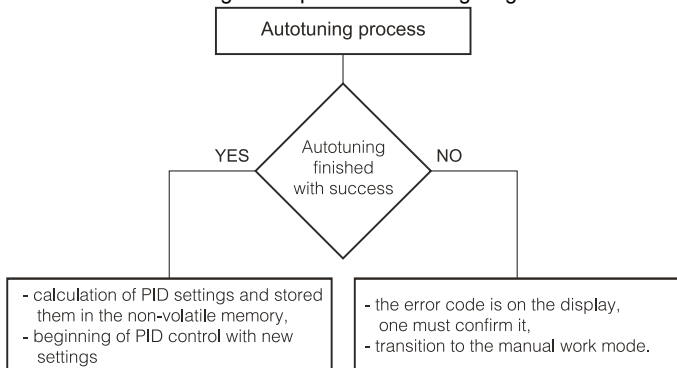 Autotuning process
YES
Autotuning
finished
with success
NO
- calculation of PID settings and stored
them in the non-volatile memory,
- beginning of PID control with new
settings
- the error code is on the display,
one must confirm it,
- transition to the manual work mode.